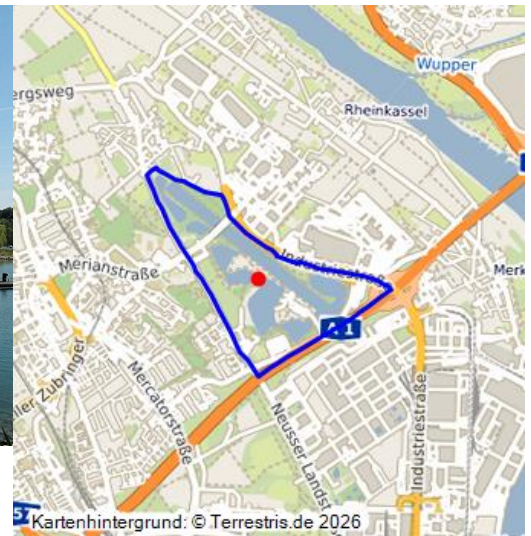 Wupper
ergsweg
Rheinkassel
Merianstraße
Industriestraße
Merk
A 1
ller Zubringer
Mercatorstraße
Neusser Landst
Industriestraße
57
Kartenhintergrund: © Terrestris.de 2026